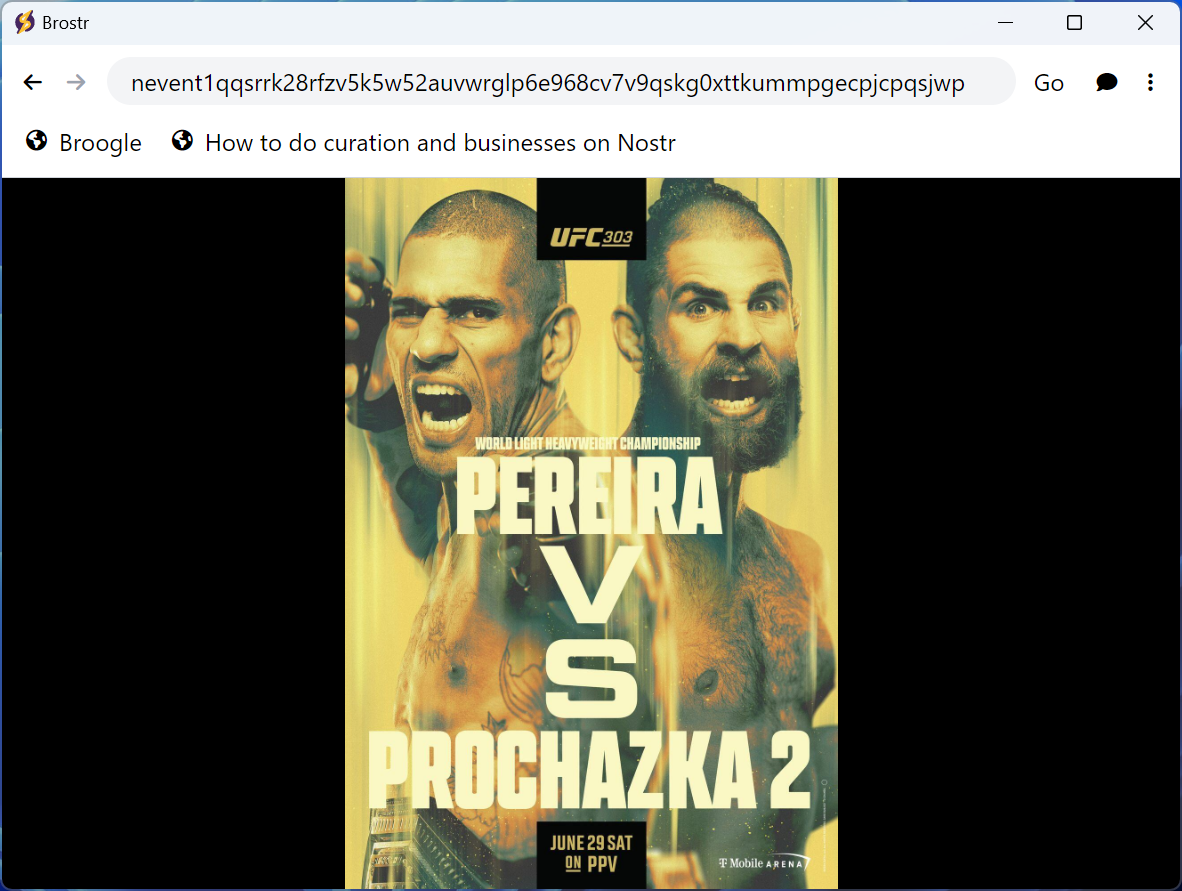 Brostr
nevent1qqsrrk28rfzv5k5w52auvwrglp6e968cv7v9qskg0xttkummpgecpjcpqsjwp
Go
Broogle
How to do curation and businesses on Nostr
UFC 303
WORLD LIGHT HEAVYWEIGHT CHAMPIONSHIP
PEREIRA
VS
PROCHAZKA 2
JUNE 29 SAT
ON PPV
T Mobile ARENA